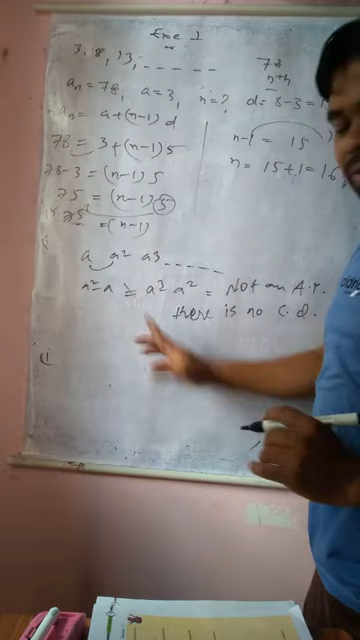 Exe 1
3, 8, 13, ------
78
nth
an = 78, a = 3, n = ? d = 8 - 3 =
an = a + (n-1) d
78 = 3 + (n-1) 5
78 - 3 = (n-1) 5
75 = (n-1) 5
= (n-1)
n-1 = 15
n = 15 + 1 = 16
a a² a3 ------
a² - a = a³ a² = Not an A.P.
there is no C.d.